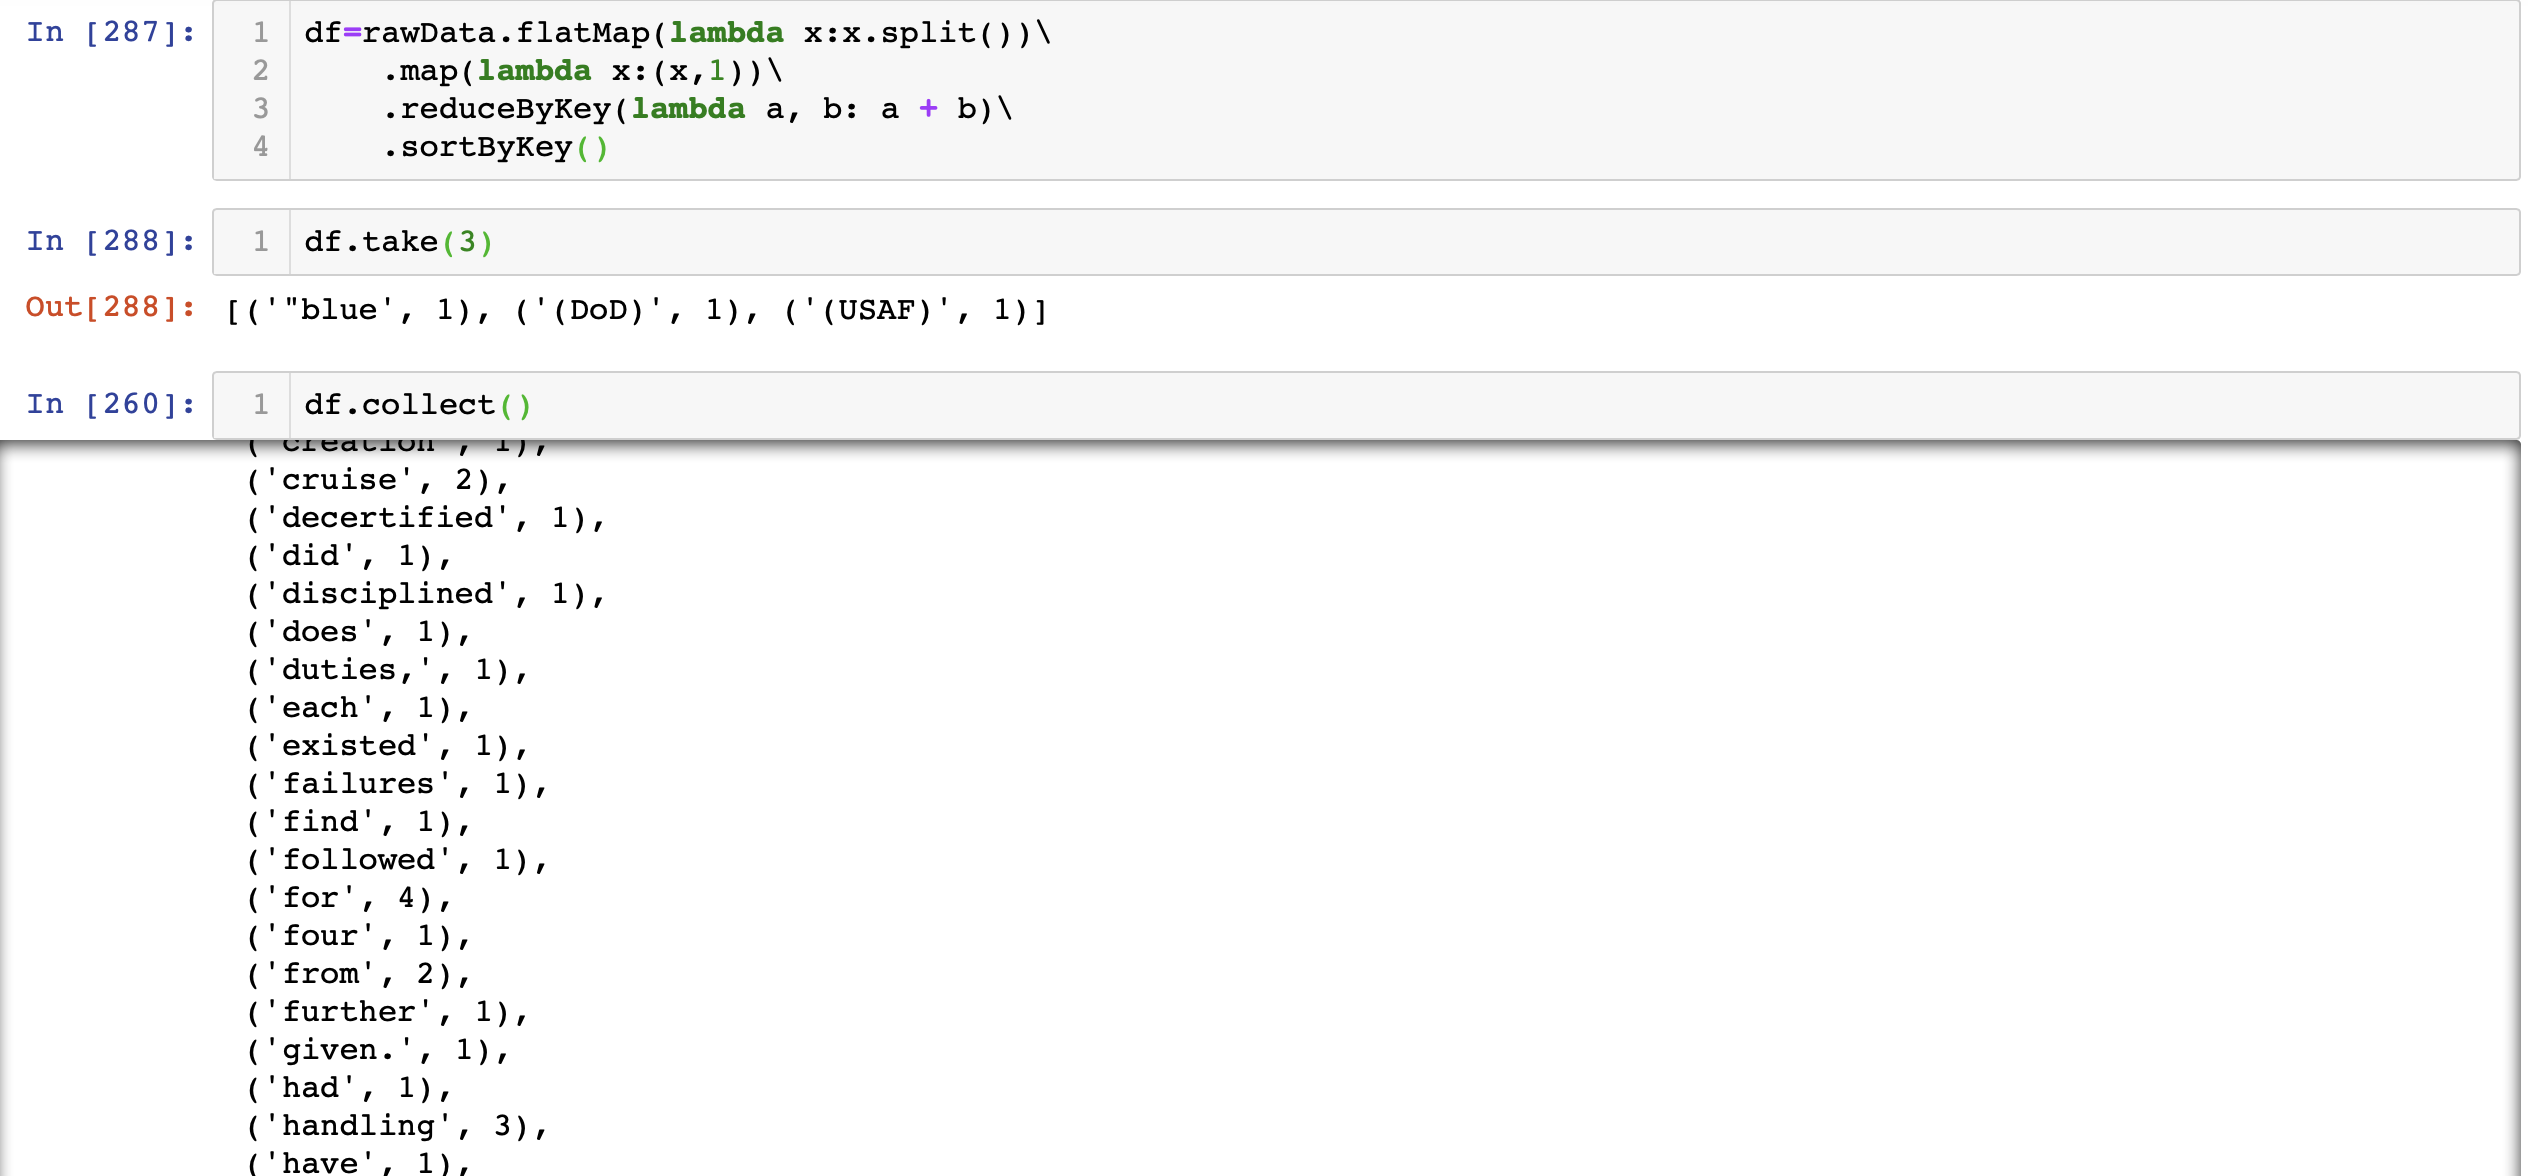 In [287]:
1 df=rawData.flatMap(lambda x:x.split())\
2     .map(lambda x:(x,1))\
3     .reduceByKey(lambda a, b: a + b)\
4     .sortByKey()
In [288]:
1 df.take(3)
Out[288]: [('"blue', 1), ('(DoD)', 1), ('(USAF)', 1)]
In [260]:
1 df.collect()
('creation', 1),
('cruise', 2),
('decertified', 1),
('did', 1),
('disciplined', 1),
('does', 1),
('duties,', 1),
('each', 1),
('existed', 1),
('failures', 1),
('find', 1),
('followed', 1),
('for', 4),
('four', 1),
('from', 2),
('further', 1),
('given.', 1),
('had', 1),
('handling', 3),
('have', 1),